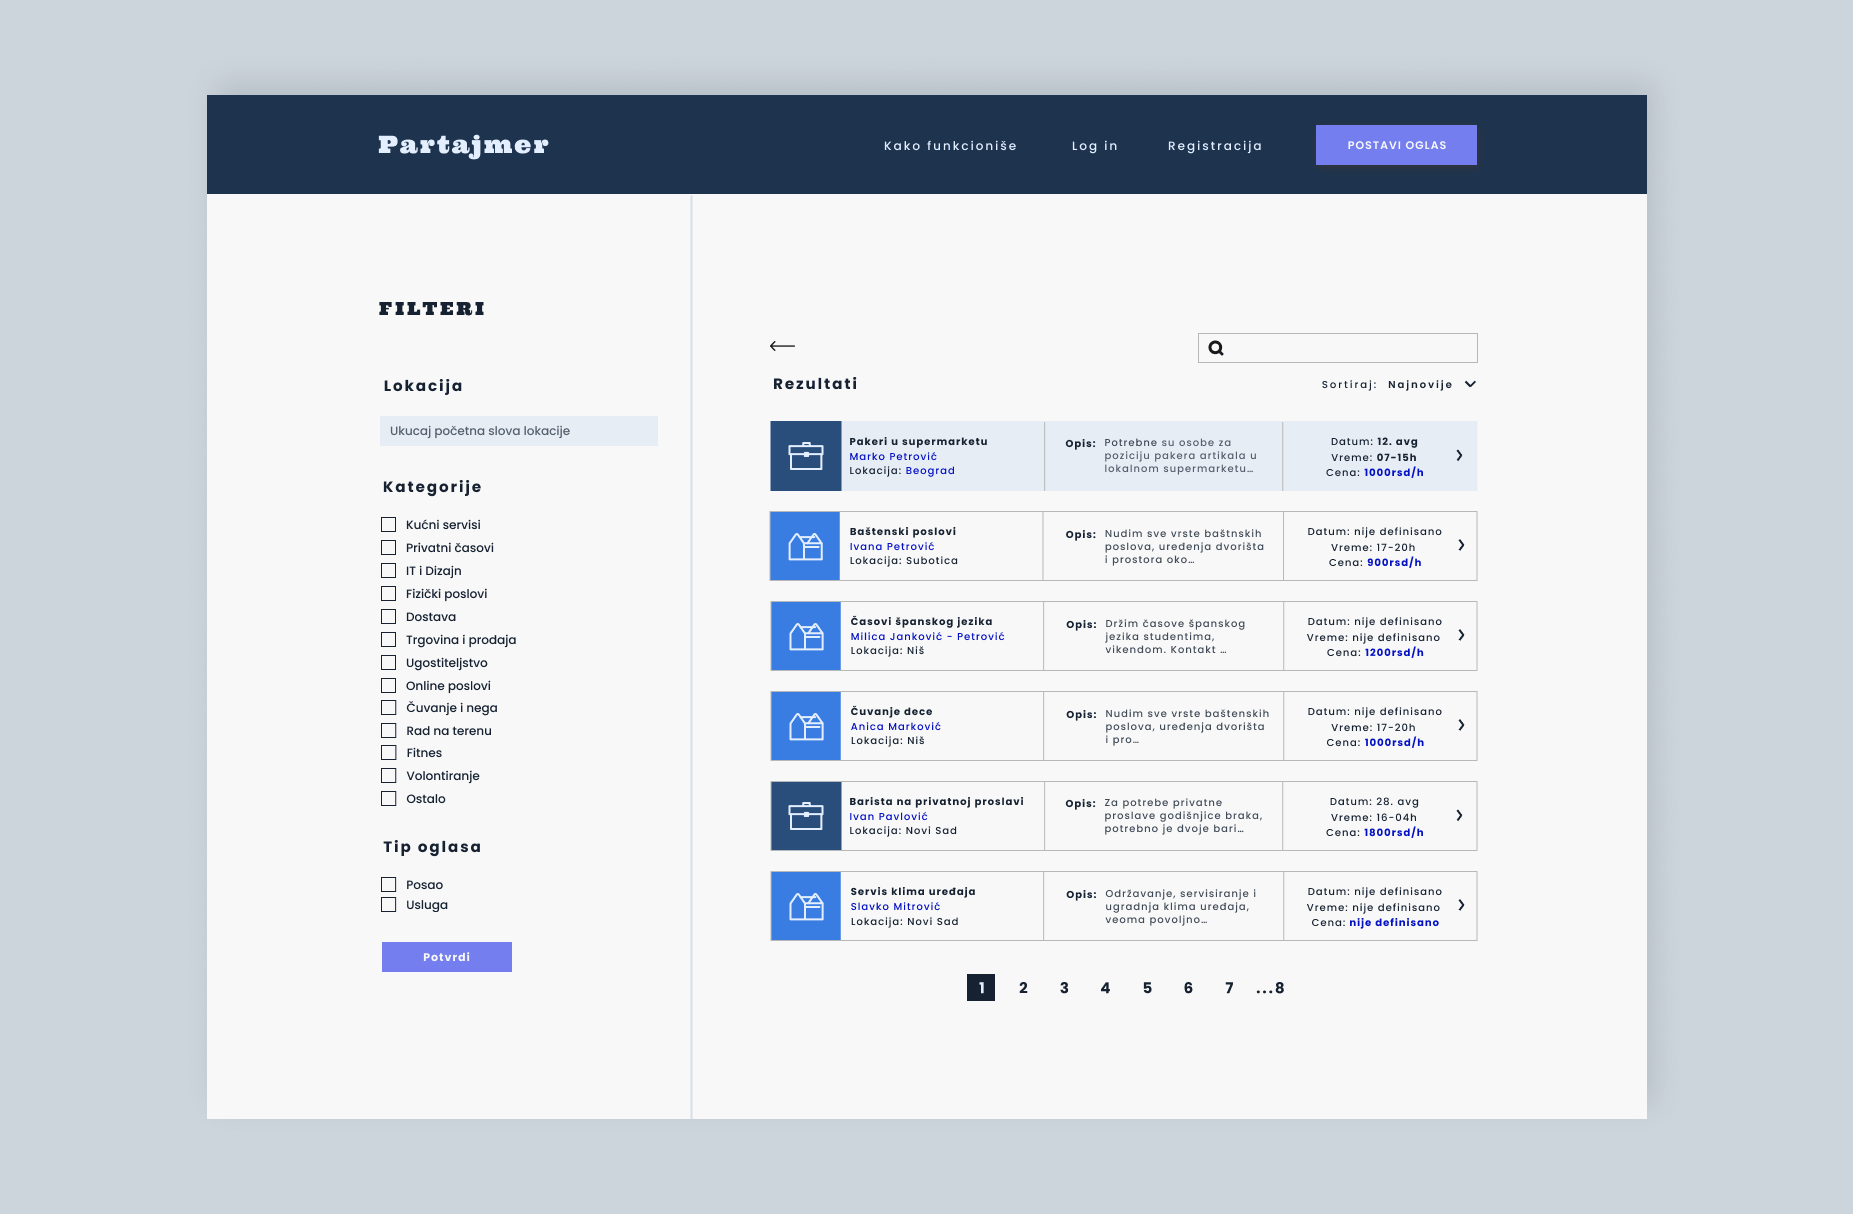 Partajmer
Kako funkcioniše
Log in
Registracija
POSTAVI OGLAS
FILTERI
Lokacija
Ukucaj početna slova lokacije
Kategorije
Kućni servisi
Privatni časovi
IT i Dizajn
Fizički poslovi
Dostava
Trgovina i prodaja
Ugostiteljstvo
Online poslovi
Čuvanje i nega
Rad na terenu
Fitnes
Volontiranje
Ostalo
Tip oglasa
Posao
Usluga
Potvrdi
Rezultati
Sortiraj: Najnovije
Pakeri u supermarketu
Marko Petrović
Lokacija: Beograd
Opis: Potrebne su osobe za
poziciju pakera artikala u
lokalnom supermarketu...
Datum: 12. avg
Vreme: 07-15h
Cena: 1000rsd/h
Baštenski poslovi
Ivana Petrović
Lokacija: Subotica
Opis: Nudim sve vrste baštnskih
poslova, uređenja dvorišta
i prostora oko...
Datum: nije definisano
Vreme: 17-20h
Cena: 900rsd/h
Časovi španskog jezika
Milica Janković - Petrović
Lokacija: Niš
Opis: Držim časove španskog
jezika studentima,
vikendom. Kontakt ...
Datum: nije definisano
Vreme: nije definisano
Cena: 1200rsd/h
Čuvanje dece
Anica Marković
Lokacija: Niš
Opis: Nudim sve vrste baštenskih
poslova, uređenja dvorišta
i pro...
Datum: nije definisano
Vreme: 17-20h
Cena: 1000rsd/h
Barista na privatnoj proslavi
Ivan Pavlović
Lokacija: Novi Sad
Opis: Za potrebe privatne
proslave godišnjice braka,
potrebno je dvoje bari...
Datum: 28. avg
Vreme: 16-04h
Cena: 1800rsd/h
Servis klima uređaja
Slavko Mitrović
Lokacija: Novi Sad
Opis: Održavanje, servisiranje i
ugradnja klima uređaja,
veoma povoljno...
Datum: nije definisano
Vreme: nije definisano
Cena: nije definisano
1 2 3 4 5 6 7 ...8